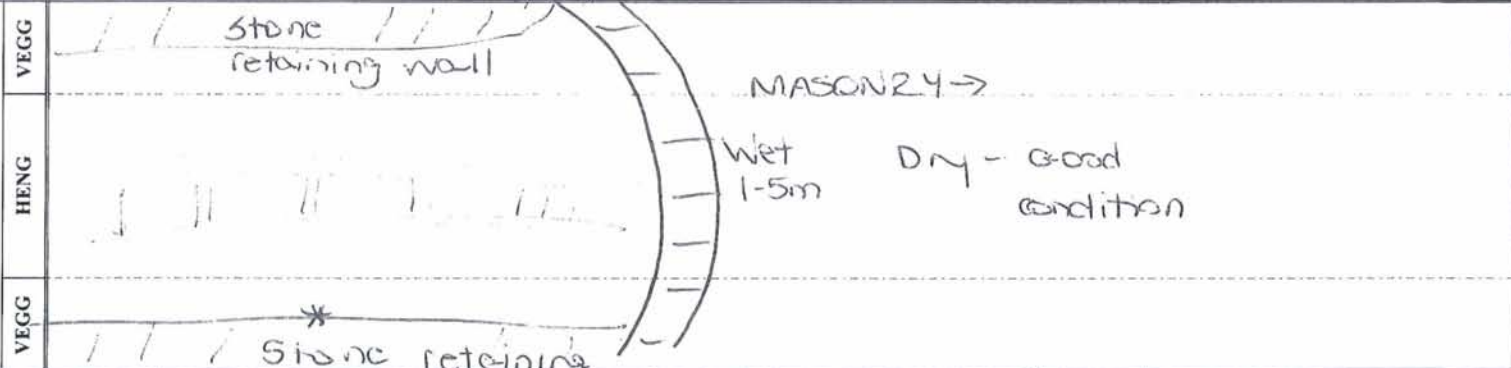 VEGG
Stone
retaining wall
MASONRY →
HENG
Wet
1-5m
Dry - Good
condition
VEGG
Stone retaining